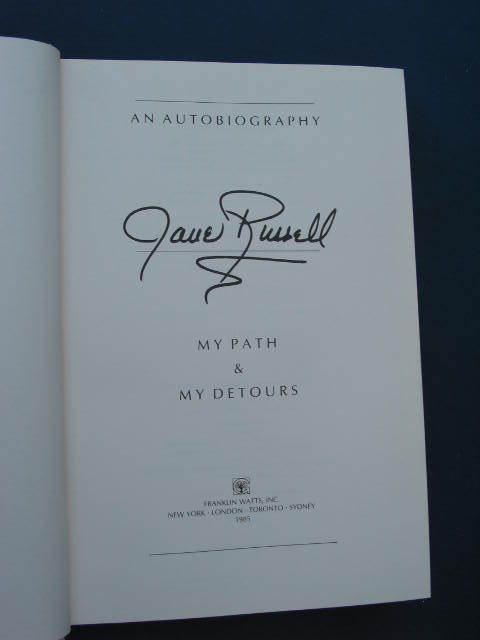 AN AUTOBIOGRAPHY
Jane Russell
MY PATH
&
MY DETOURS
FRANKLIN WATTS, INC.
NEW YORK · LONDON · TORONTO · SYDNEY
1985